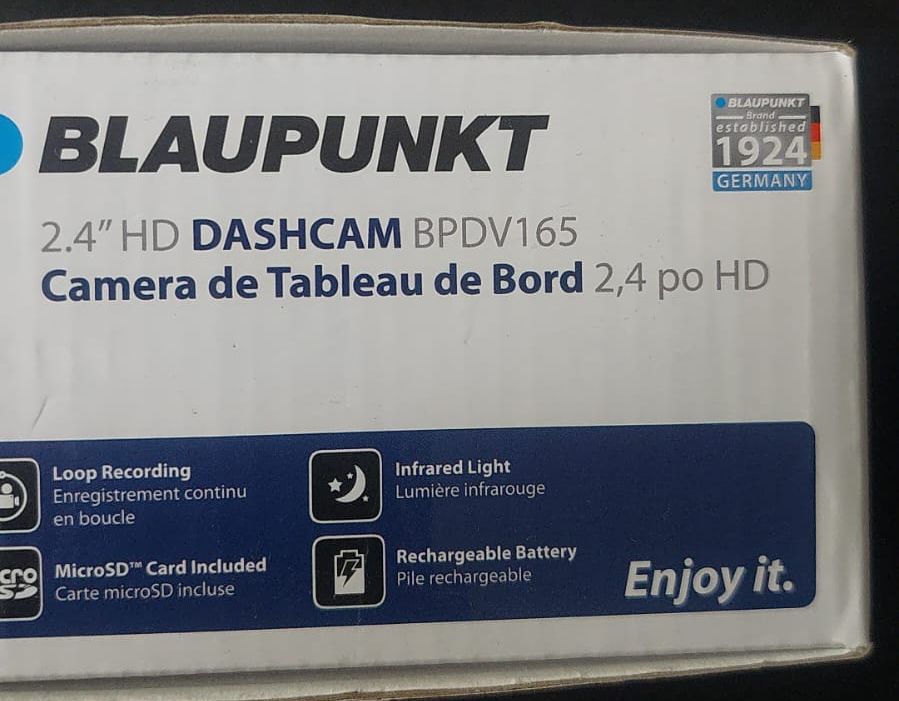 BLAUPUNKT
BLAUPUNKT
Brand
established
1924
GERMANY
2.4” HD DASHCAM BPDV165
Camera de Tableau de Bord 2,4 po HD
Loop Recording
Enregistrement continu
en boucle
Infrared Light
Lumière infrarouge
MicroSD™ Card Included
Carte microSD incluse
Rechargeable Battery
Pile rechargeable
Enjoy it.